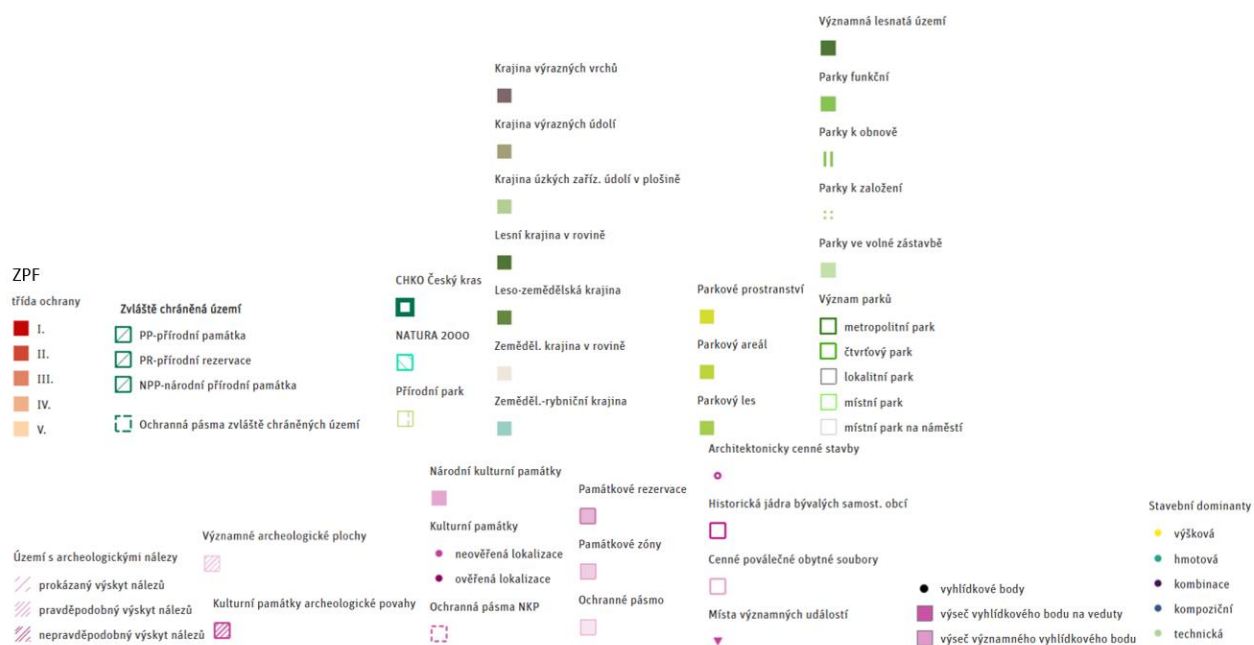 ZPF
třída ochrany
I.
II.
III.
IV.
V.
Zvláště chráněná území
PP-přírodní památka
PR-přírodní rezervace
NPP-národní přírodní památka
Ochranná pásma zvláště chráněných území
CHKO Český kras
NATURA 2000
Přírodní park
Krajina výrazných vrchů
Krajina výrazných údolí
Krajina úzkých zaříz. údolí v plošině
Lesní krajina v rovině
Leso-zemědělská krajina
Zeměděl. krajina v rovině
Zeměděl.-rybniční krajina
Parkové prostranství
Parkový areál
Parkový les
Významná lesnatá území
Parky funkční
Parky k obnově
Parky k založení
Parky ve volné zástavbě
Význam parků
metropolitní park
čtvrťový park
lokalitní park
místní park
místní park na náměstí
Území s archeologickými nálezy
prokázaný výskyt nálezů
pravděpodobný výskyt nálezů
nepravděpodobný výskyt nálezů
Významné archeologické plochy
Kulturní památky archeologické povahy
Národní kulturní památky
Kulturní památky
neověřená lokalizace
ověřená lokalizace
Ochranná pásma NKP
Památkové rezervace
Památkové zóny
Ochranné pásmo
Architektonicky cenné stavby
Historická jádra bývalých samost. obcí
Cenné poválečné obytné soubory
Místa významných událostí
vyhlídkové body
výseč vyhlídkového bodu na veduty
výseč významného vyhlídkového bodu
Stavební dominanty
výšková
hmotová
kombinace
kompoziční
technická